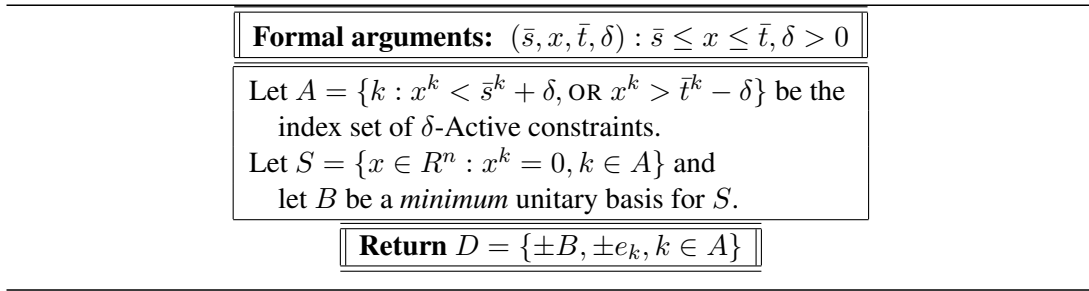 Formal arguments: (s̄, x, t̄, δ) : s̄ ≤ x ≤ t̄, δ > 0
Let A = {k : x^k < s̄^k + δ, OR x^k > t̄^k − δ} be the
index set of δ-Active constraints.
Let S = {x ∈ R^n : x^k = 0, k ∈ A} and
let B be a minimum unitary basis for S.
Return D = {±B, ±e_k, k ∈ A}